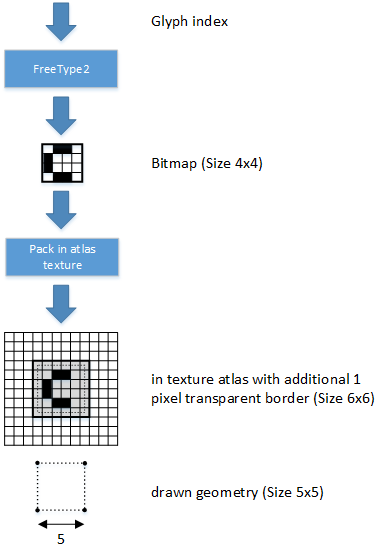 Glyph index
FreeType2
Bitmap (Size 4x4)
Pack in atlas
texture
in texture atlas with additional 1
pixel transparent border (Size 6x6)
drawn geometry (Size 5x5)
5